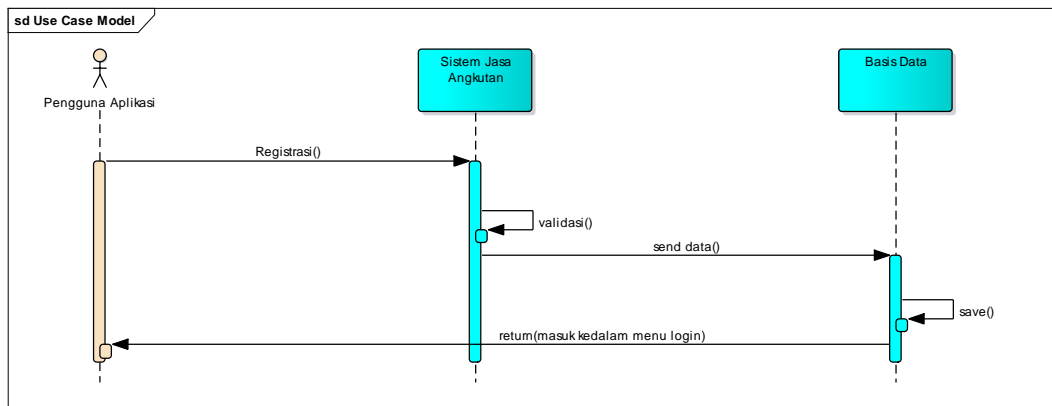 sd Use Case Model
Pengguna Aplikasi
Sistem Jasa
Angkutan
Basis Data
Registrasi()
validasi()
send data()
save()
return(masuk kedalam menu login)